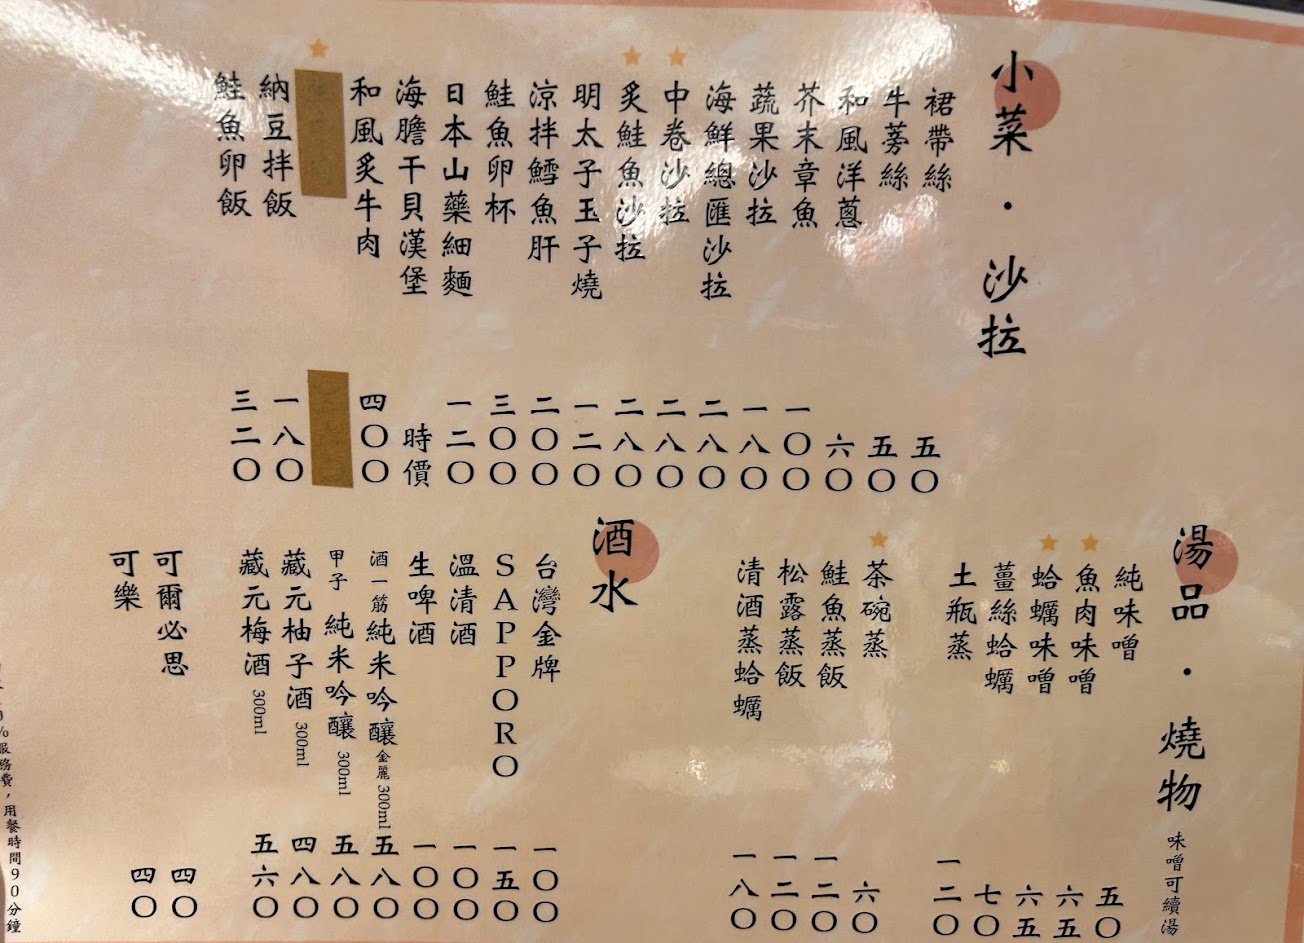 小菜・沙拉
裙帶絲 五〇
牛蒡絲 五〇
和風洋蔥 六〇
芥末章魚 一〇〇
蔬果沙拉 一八〇
海鮮總匯沙拉 二八〇
中卷沙拉 二八〇
炙鮭魚沙拉 二八〇
明太子玉子燒 一二〇
涼拌鱈魚肝 二〇〇
鮭魚卵杯 三〇〇
日本山藥細麵 一二〇
海膽干貝漢堡 時價
和風炙牛肉 四〇〇
納豆拌飯 一八〇
鮭魚卵飯 三二〇
湯品・燒物 味噌可續湯
純味噌 五〇
魚肉味噌 六五
蛤蠣味噌 六五
薑絲蛤蠣 七〇
土瓶蒸 一二〇
茶碗蒸 六〇
鮭魚蒸飯 一二〇
松露蒸飯 一二〇
清酒蒸蛤蠣 一八〇
酒水
台灣金牌 一〇〇
SAPPORO 一五〇
溫清酒 一〇〇
生啤酒 一〇〇
酒一筋純米吟釀金麗300ml 五八〇
甲子 純米吟釀 300ml 五八〇
藏元柚子酒 300ml 四八〇
藏元梅酒 300ml 五六〇
可爾必思 四〇
可樂 四〇
%服務費，用餐時間90分鐘